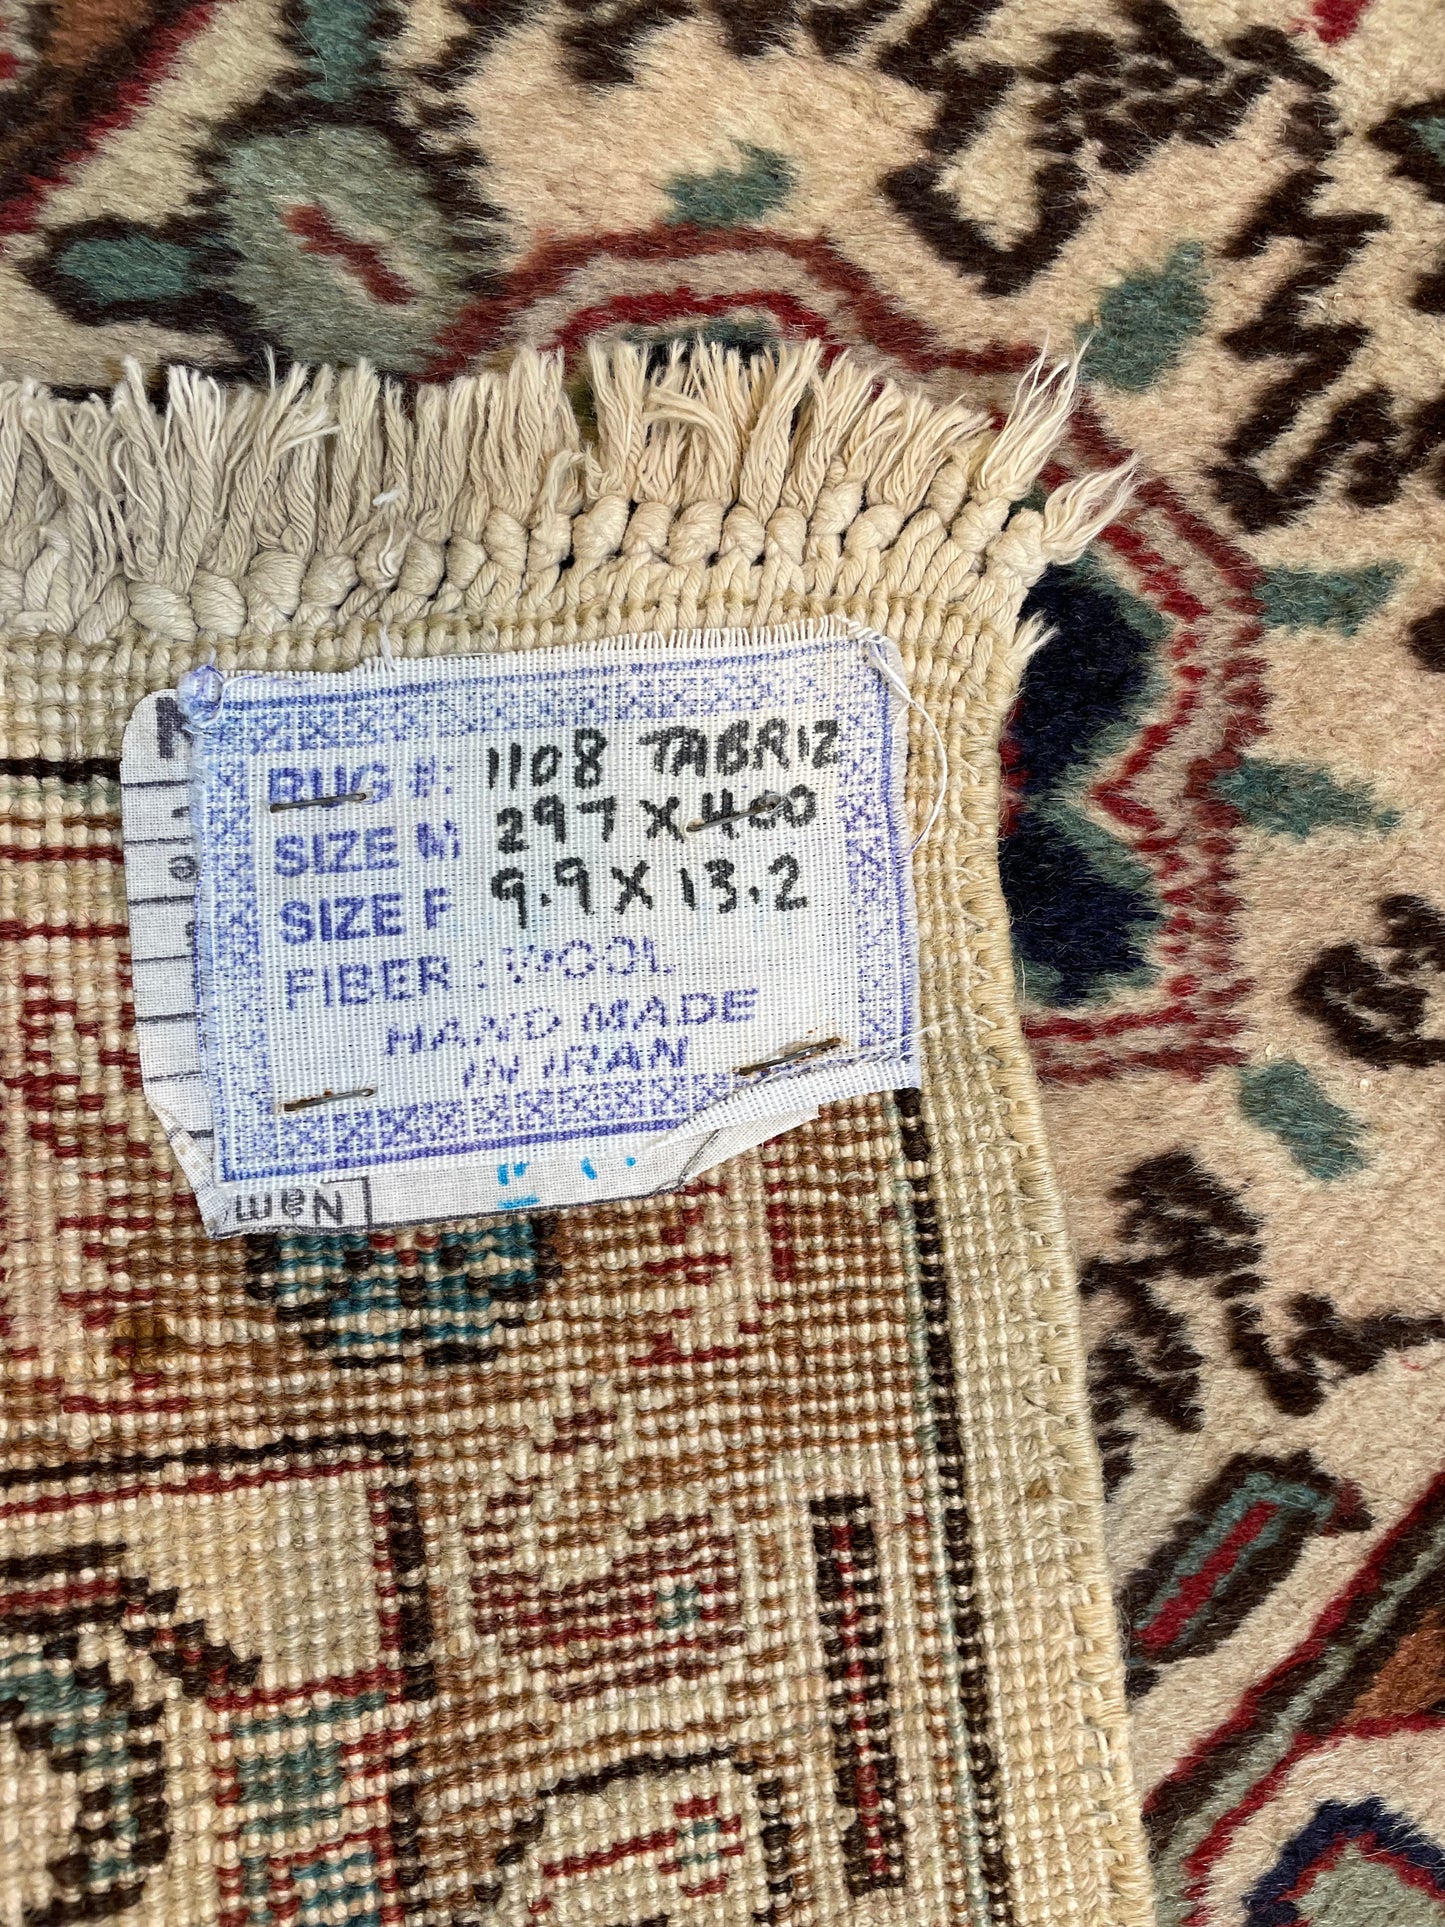 RUG #: 1108 TABRIZ
SIZE M 297 X 400
SIZE F 9.9 X 13.2
FIBER : WOOL
HAND MADE
IN IRAN